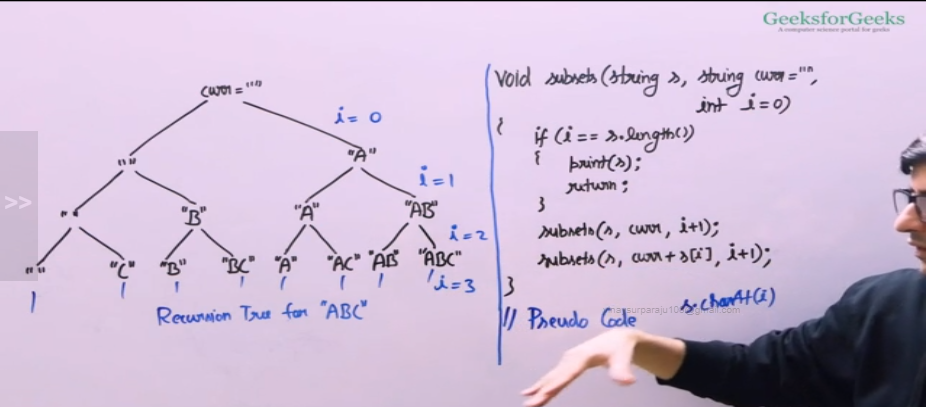 GeeksforGeeks
A computer science portal for geeks
curr=""
i= 0
"" "A"
i=1
"" "B" "A" "AB"
i=2
"" "C" "B" "BC" "A" "AC" "AB" "ABC"
i=3
Recursion Tree for "ABC"
void subsets(string s, string curr="",
int i=0)
{
if (i == s.length())
{ print(s);
return;
}
subsets(s, curr, i+1);
subsets(s, curr+s[i], i+1);
}
s.charAt(i)
// Pseudo Code
>>